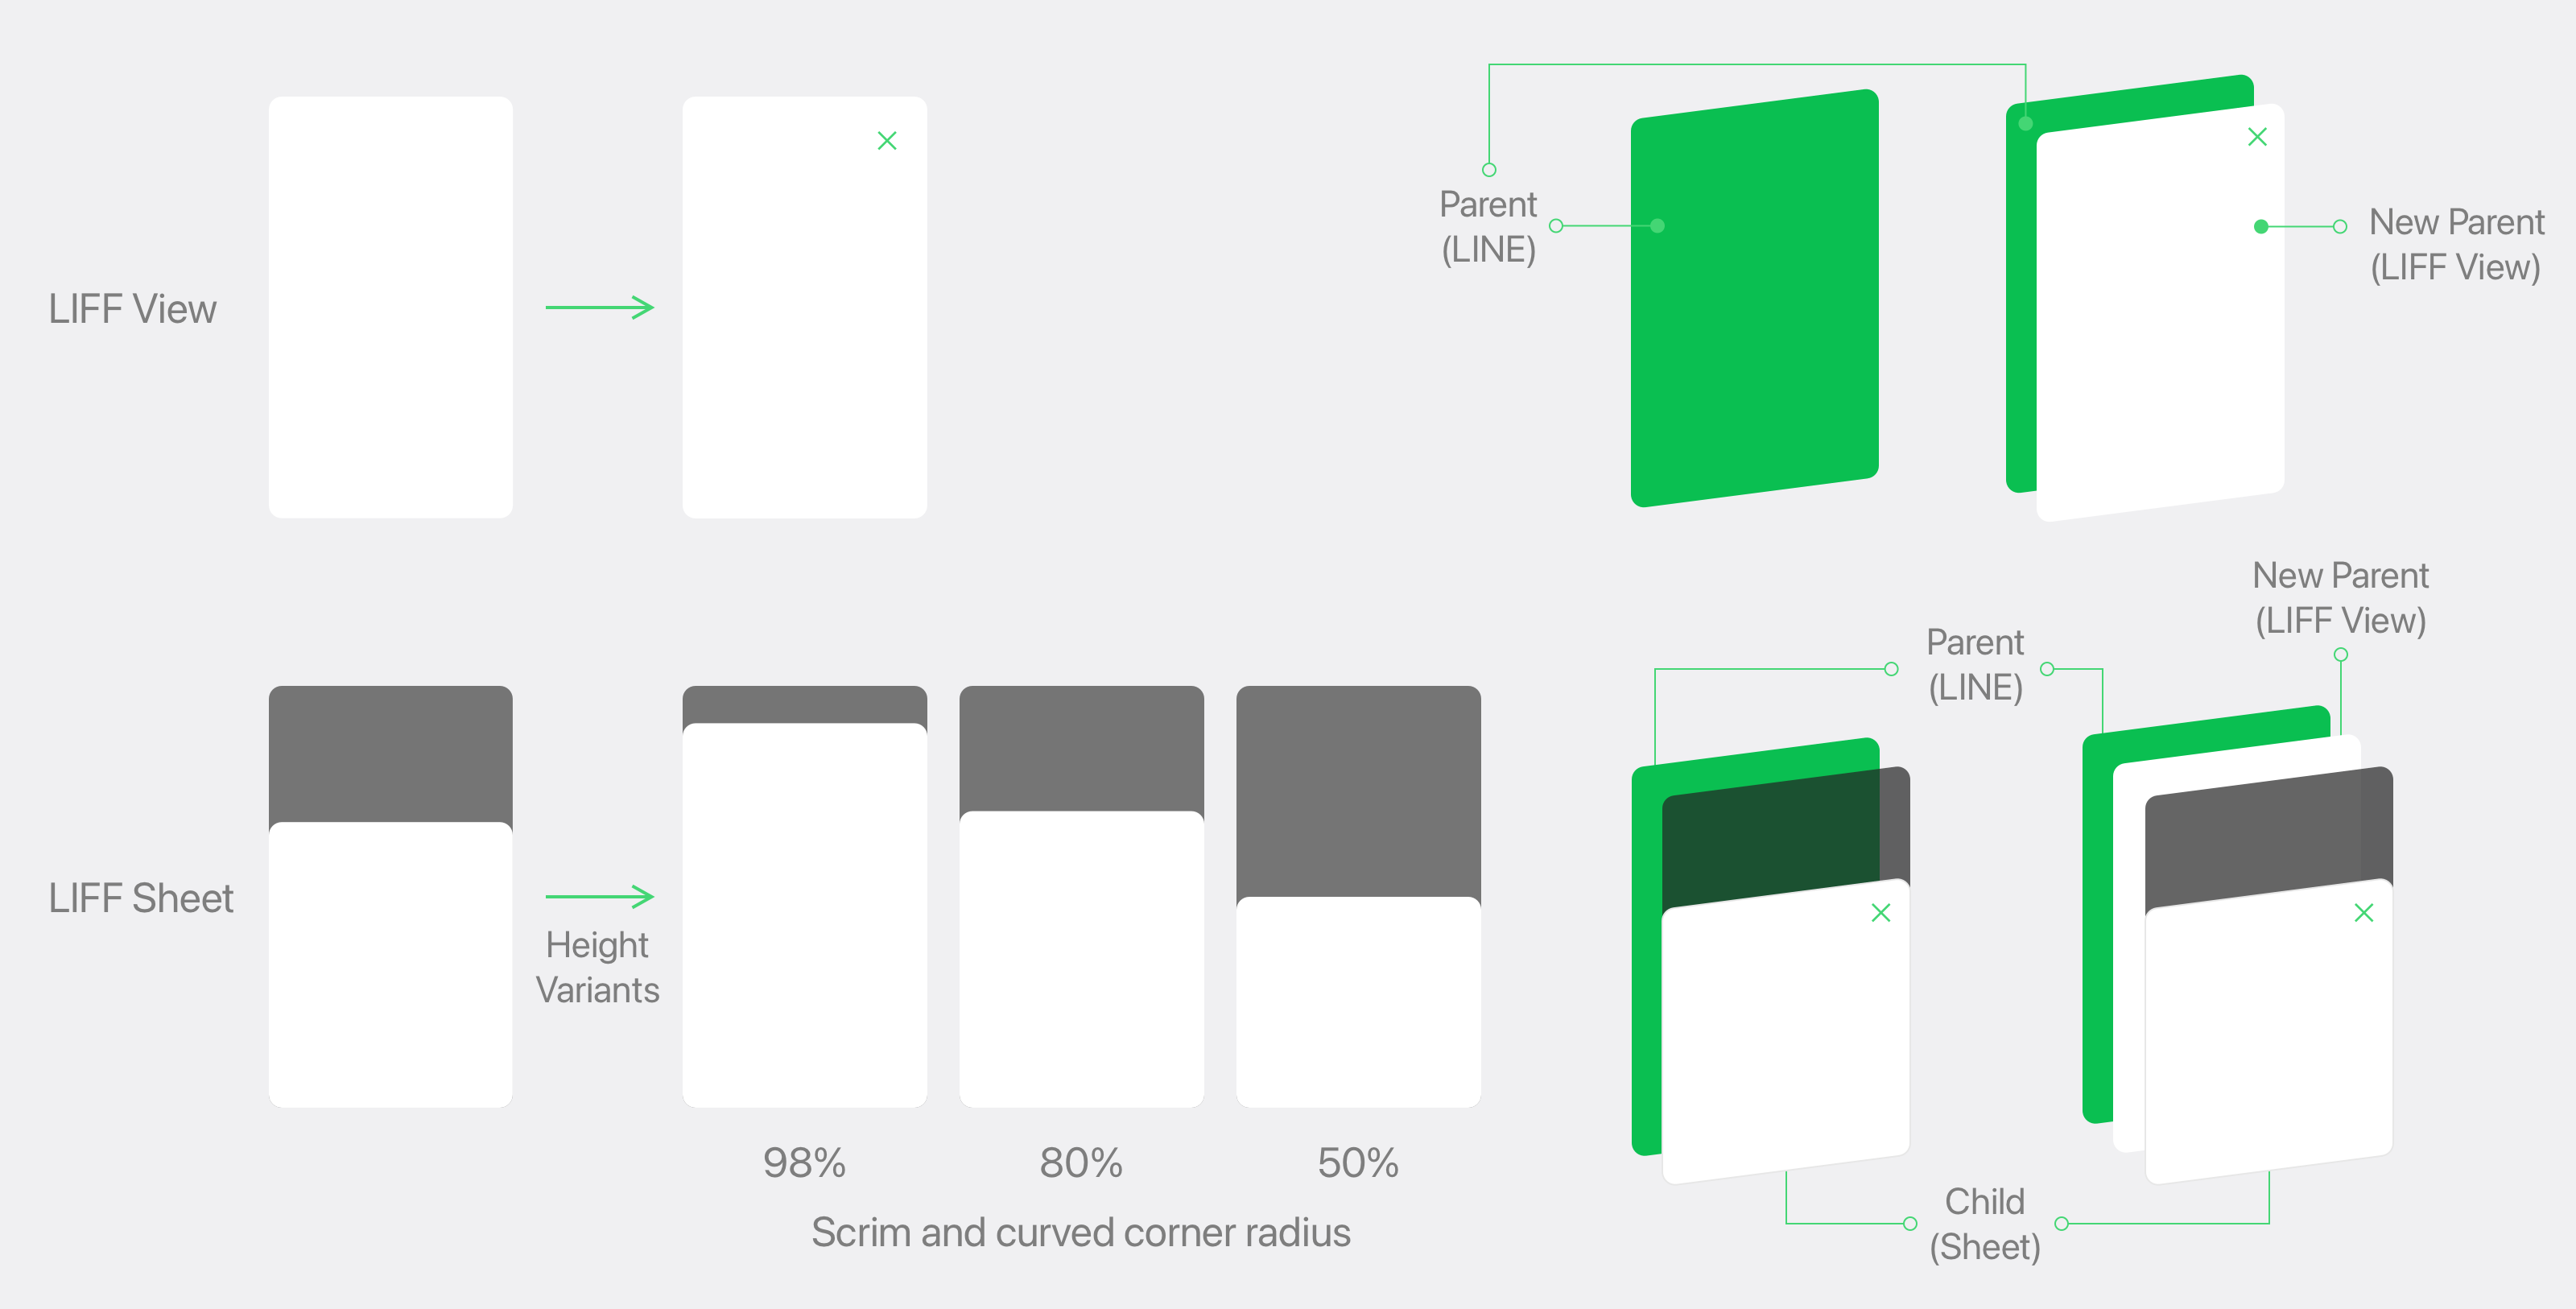 LIFF View
Parent
(LINE)
New Parent
(LIFF View)
LIFF Sheet
Height
Variants
98%
80%
50%
Scrim and curved corner radius
New Parent
(LIFF View)
Parent
(LINE)
Child
(Sheet)